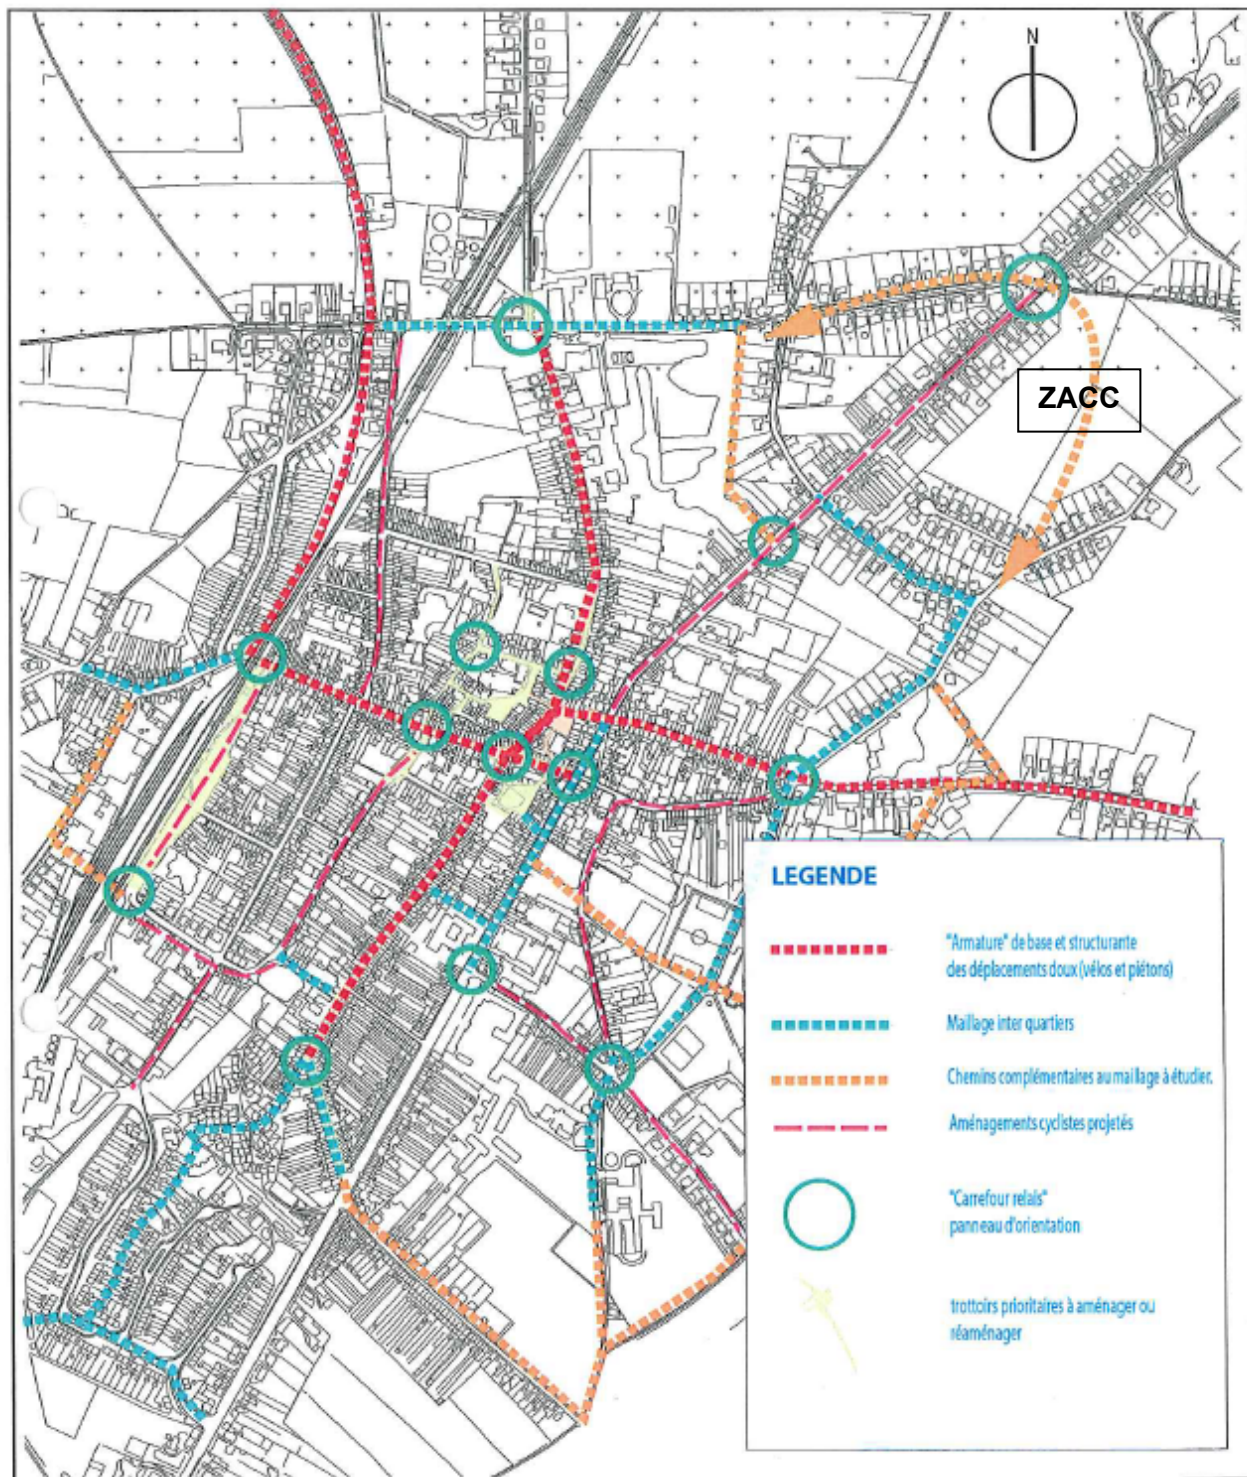 N
ZACC
LEGENDE
"Armature" de base et structurante
des déplacements doux (vélos et piétons)
Maillage inter quartiers
Chemins complémentaires au maillage à étudier.
Aménagements cyclistes projetés
"Carrefour relais"
panneau d'orientation
trottoirs prioritaires à aménager ou
réaménager